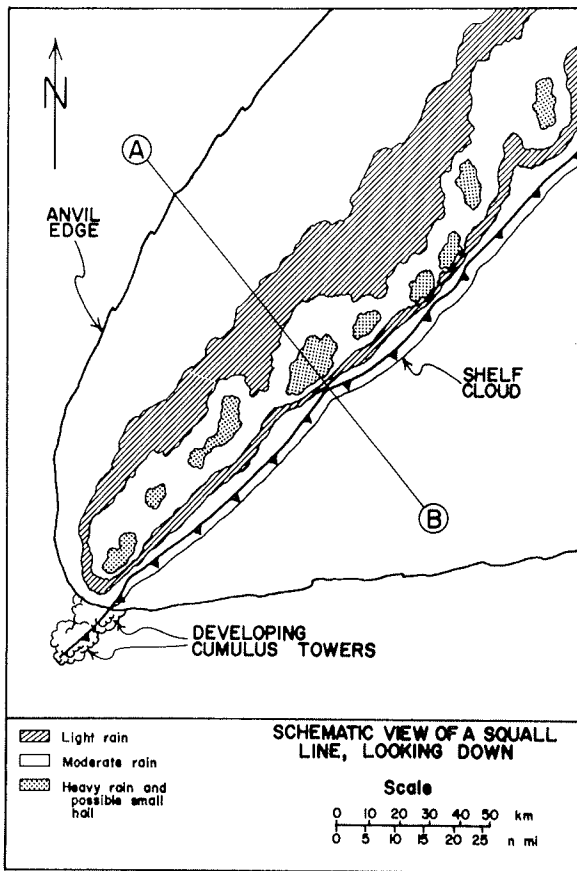 N
A
ANVIL
EDGE
SHELF
CLOUD
B
DEVELOPING
CUMULUS TOWERS
Light rain
Moderate rain
Heavy rain and
possible small
hail
SCHEMATIC VIEW OF A SQUALL
LINE, LOOKING DOWN
Scale
0 10 20 30 40 50 km
0 5 10 15 20 25 n mi